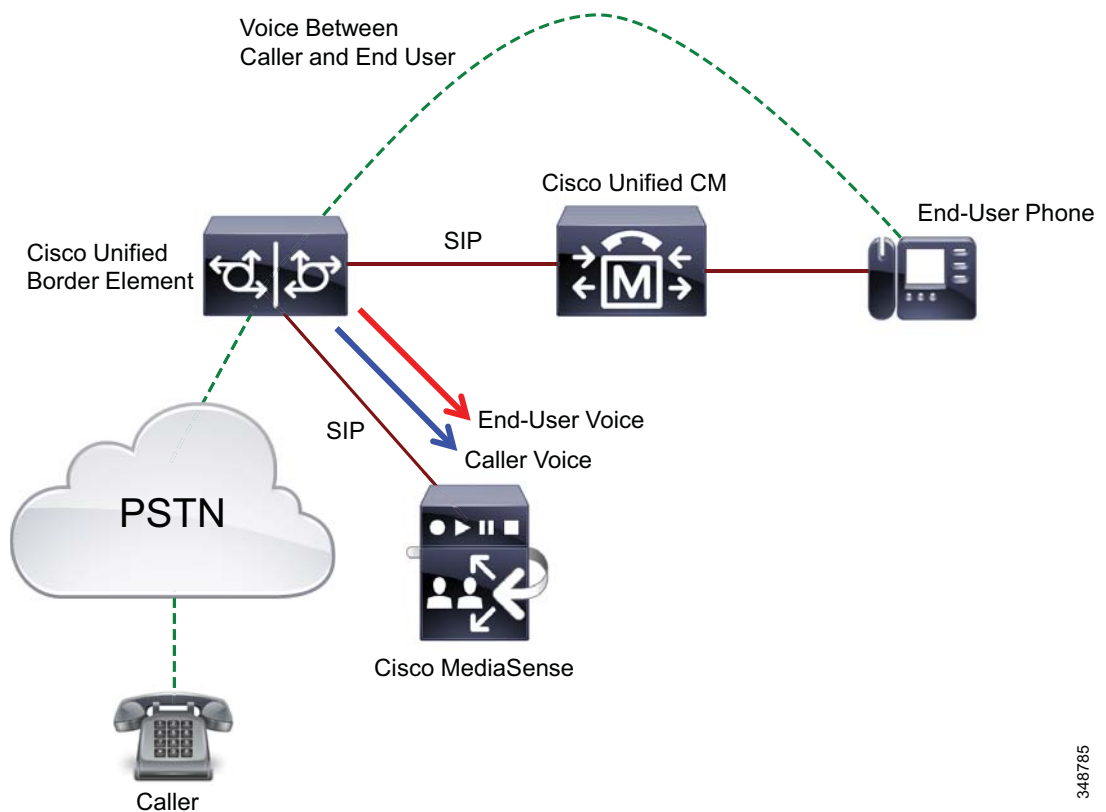 Voice Between
Caller and End User
Cisco Unified CM
End-User Phone
Cisco Unified
Border Element
SIP
M
End-User Voice
SIP
Caller Voice
PSTN
Cisco MediaSense
Caller
348785